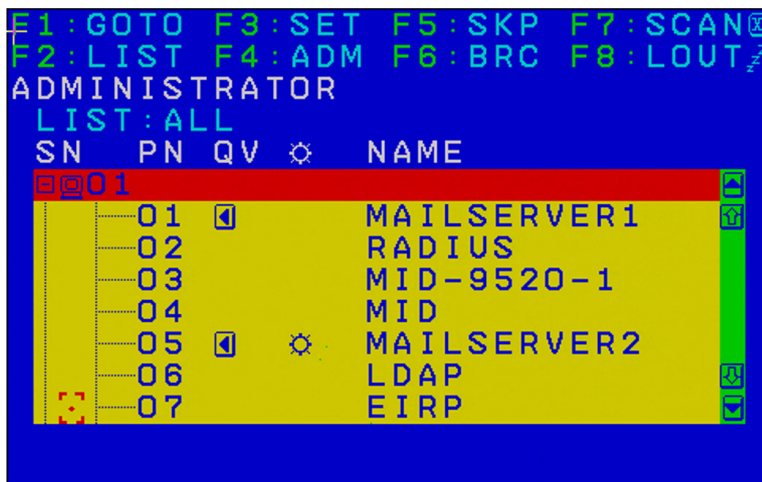 F1:GOTO F3:SET F5:SKP F7:SCAN
F2:LIST F4:ADM F6:BRC F8:LOUT
ADMINISTRATOR
LIST:ALL
SN PN QV NAME
01
01 MAILSERVER1
02 RADIUS
03 MID-9520-1
04 MID
05 MAILSERVER2
06 LDAP
07 EIRP